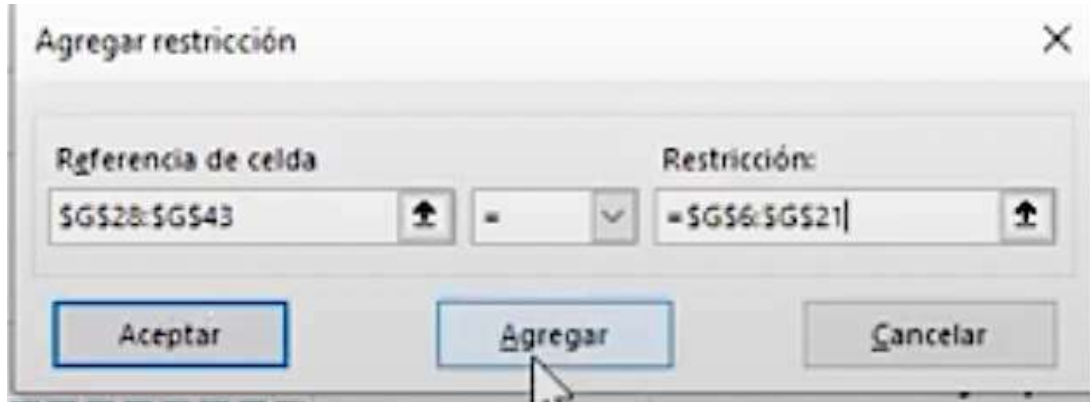 Agregar restricción
Referencia de celda Restricción:
$G$28:$G$43 = =$G$6:$G$21
Aceptar Agregar Cancelar